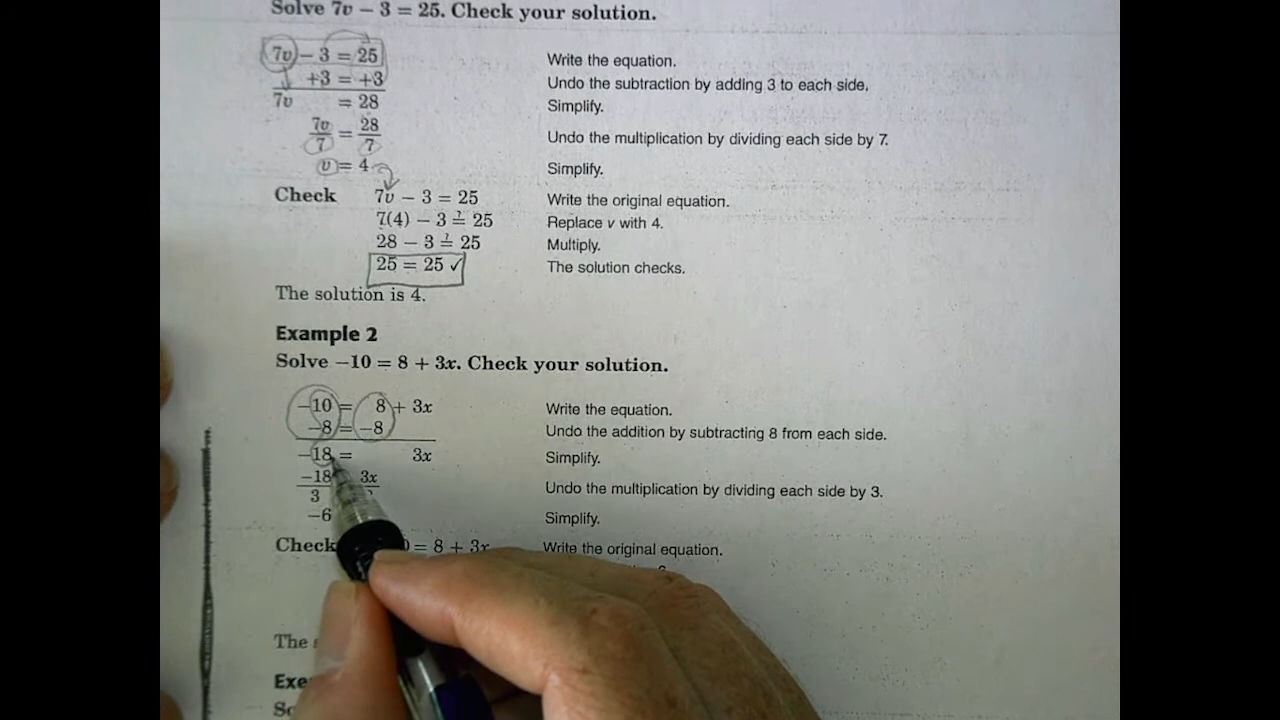 Solve 7v − 3 = 25. Check your solution.
7v − 3 = 25 Write the equation.
+3 = +3 Undo the subtraction by adding 3 to each side.
7v = 28 Simplify.
7v/7 = 28/7 Undo the multiplication by dividing each side by 7.
v = 4 Simplify.
Check 7v − 3 = 25 Write the original equation.
7(4) − 3 ≟ 25 Replace v with 4.
28 − 3 ≟ 25 Multiply.
25 = 25 ✓ The solution checks.
The solution is 4.
Example 2
Solve −10 = 8 + 3x. Check your solution.
−10 = 8 + 3x Write the equation.
−8 = −8 Undo the addition by subtracting 8 from each side.
−18 = 3x Simplify.
−18/3 3x Undo the multiplication by dividing each side by 3.
−6 Simplify.
Check = 8 + 3x Write the original equation.
The